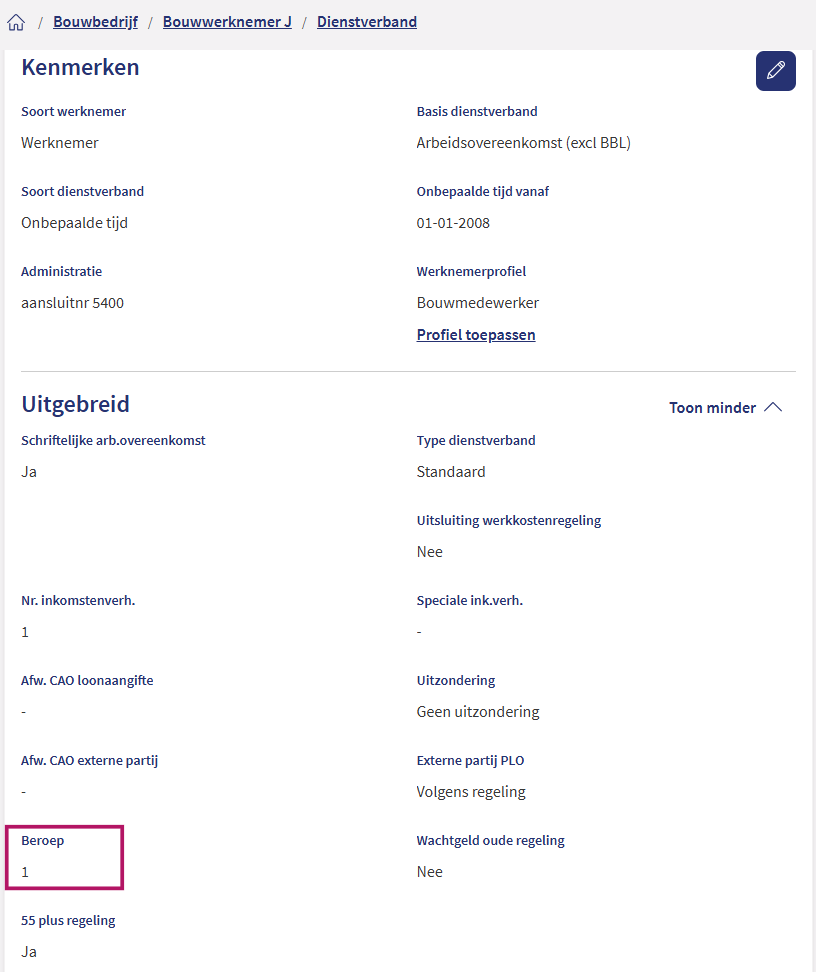 / Bouwbedrijf / Bouwwerknemer J / Dienstverband
Kenmerken
Soort werknemer Basis dienstverband
Werknemer Arbeidsovereenkomst (excl BBL)
Soort dienstverband Onbepaalde tijd vanaf
Onbepaalde tijd 01-01-2008
Administratie Werknemerprofiel
aansluitnr 5400 Bouwmedewerker
Profiel toepassen
Uitgebreid Toon minder
Schriftelijke arb.overeenkomst Type dienstverband
Ja Standaard
Uitsluiting werkkostenregeling
Nee
Nr. inkomstenverh. Speciale ink.verh.
1 -
Afw. CAO loonaangifte Uitzondering
- Geen uitzondering
Afw. CAO externe partij Externe partij PLO
- Volgens regeling
Beroep Wachtgeld oude regeling
1 Nee
55 plus regeling
Ja